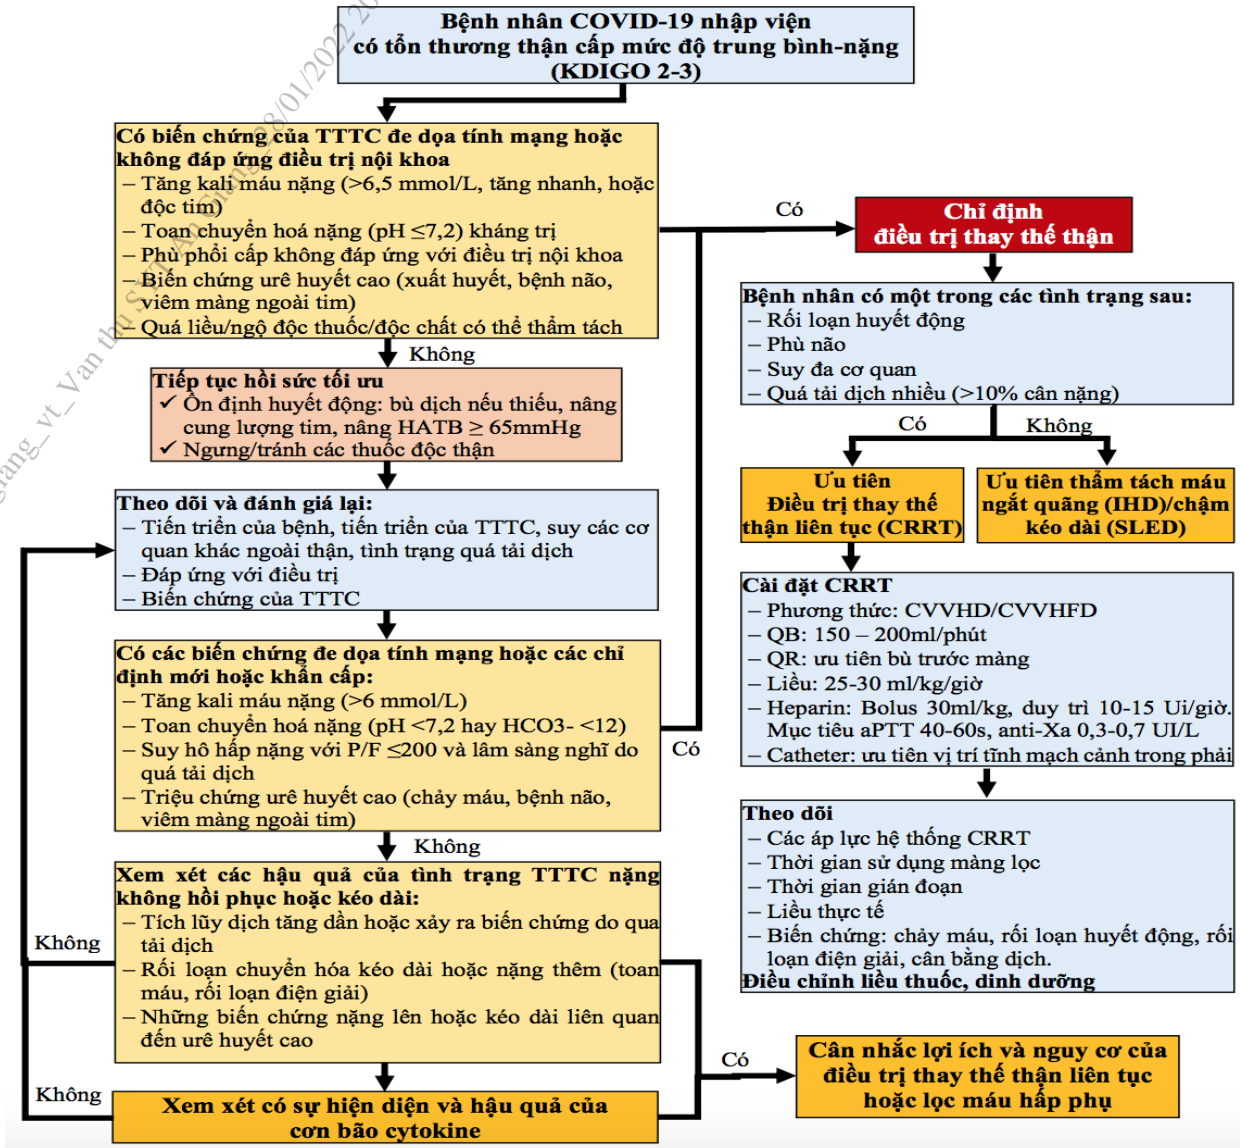 Bệnh nhân COVID-19 nhập viện
có tổn thương thận cấp mức độ trung bình-nặng
(KDIGO 2-3)
Có biến chứng của TTTC đe dọa tính mạng hoặc
không đáp ứng điều trị nội khoa
– Tăng kali máu nặng (>6,5 mmol/L, tăng nhanh, hoặc
độc tim)
– Toan chuyển hoá nặng (pH ≤7,2) kháng trị
– Phù phổi cấp không đáp ứng với điều trị nội khoa
– Biến chứng urê huyết cao (xuất huyết, bệnh não,
viêm màng ngoài tim)
– Quá liều/ngộ độc thuốc/độc chất có thể thẩm tách
Không
Tiếp tục hồi sức tối ưu
✓ Ổn định huyết động: bù dịch nếu thiếu, nâng
cung lượng tim, nâng HATB ≥ 65mmHg
✓ Ngưng/tránh các thuốc độc thận
Theo dõi và đánh giá lại:
– Tiến triển của bệnh, tiến triển của TTTC, suy các cơ
quan khác ngoài thận, tình trạng quá tải dịch
– Đáp ứng với điều trị
– Biến chứng của TTTC
Có các biến chứng đe dọa tính mạng hoặc các chỉ
định mới hoặc khẩn cấp:
– Tăng kali máu nặng (>6 mmol/L)
– Toan chuyển hoá nặng (pH <7,2 hay HCO3- <12)
– Suy hô hấp nặng với P/F ≤200 và lâm sàng nghĩ do
quá tải dịch
– Triệu chứng urê huyết cao (chảy máu, bệnh não,
viêm màng ngoài tim)
Có
Không
Xem xét các hậu quả của tình trạng TTTC nặng
không hồi phục hoặc kéo dài:
– Tích lũy dịch tăng dần hoặc xảy ra biến chứng do qua
tải dịch
– Rối loạn chuyển hóa kéo dài hoặc nặng thêm (toan
máu, rối loạn điện giải)
– Những biến chứng nặng lên hoặc kéo dài liên quan
đến urê huyết cao
Không
Xem xét có sự hiện diện và hậu quả của
cơn bão cytokine
Không
Có
Cân nhắc lợi ích và nguy cơ của
điều trị thay thế thận liên tục
hoặc lọc máu hấp phụ
Có
Chỉ định
điều trị thay thế thận
Bệnh nhân có một trong các tình trạng sau:
– Rối loạn huyết động
– Phù não
– Suy đa cơ quan
– Quá tải dịch nhiều (>10% cân nặng)
Có
Không
Ưu tiên
Điều trị thay thế
thận liên tục (CRRT)
Ưu tiên thẩm tách máu
ngắt quãng (IHD)/chậm
kéo dài (SLED)
Cài đặt CRRT
– Phương thức: CVVHD/CVVHFD
– QB: 150 – 200ml/phút
– QR: ưu tiên bù trước màng
– Liều: 25-30 ml/kg/giờ
– Heparin: Bolus 30ml/kg, duy trì 10-15 Ui/giờ.
Mục tiêu aPTT 40-60s, anti-Xa 0,3-0,7 UI/L
– Catheter: ưu tiên vị trí tĩnh mạch cảnh trong phải
Theo dõi
– Các áp lực hệ thống CRRT
– Thời gian sử dụng màng lọc
– Thời gian gián đoạn
– Liều thực tế
– Biến chứng: chảy máu, rối loạn huyết động, rối
loạn điện giải, cân bằng dịch.
Điều chỉnh liều thuốc, dinh dưỡng
giang_vt_Van thu SYT An Giang_28/01/2022 20